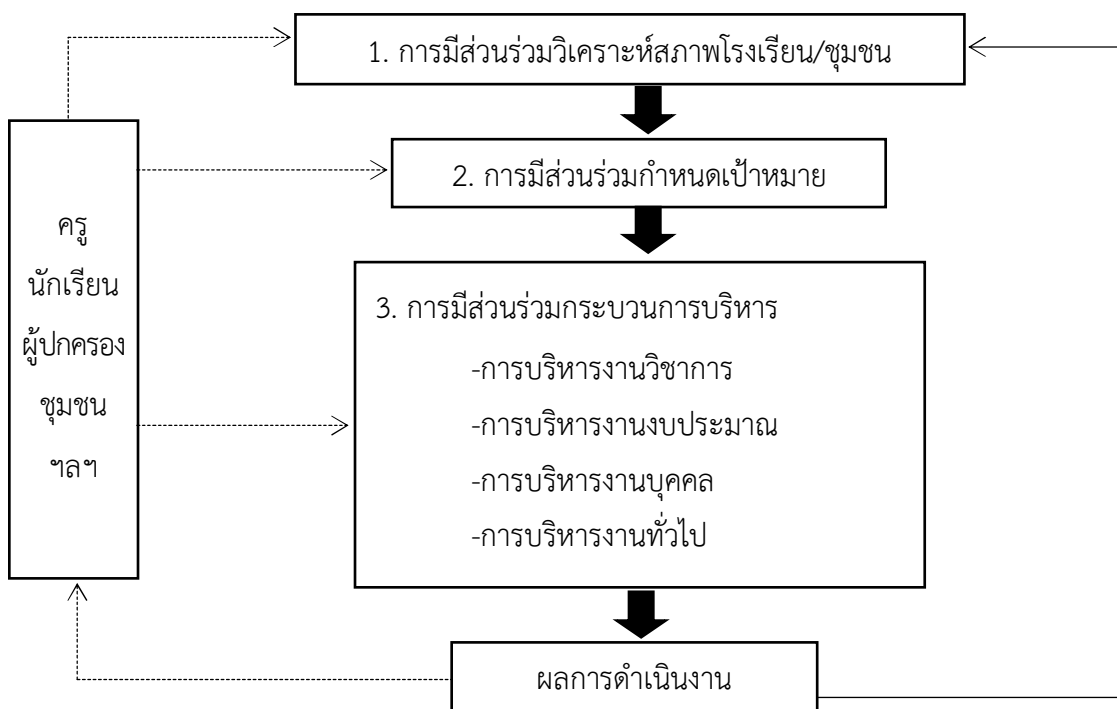 1. การมีส่วนร่วมวิเคราะห์สภาพโรงเรียน/ชุมชน
2. การมีส่วนร่วมกำหนดเป้าหมาย
ครู
นักเรียน
ผู้ปกครอง
ชุมชน
ฯลฯ
3. การมีส่วนร่วมกระบวนการบริหาร
-การบริหารงานวิชาการ
-การบริหารงานงบประมาณ
-การบริหารงานบุคคล
-การบริหารงานทั่วไป
ผลการดำเนินงาน